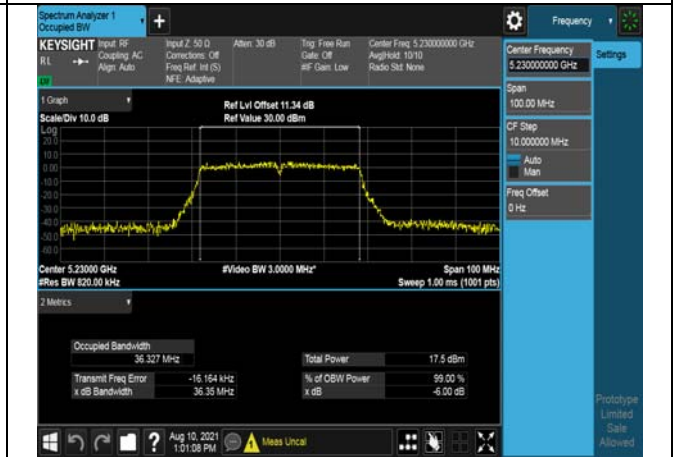 Spectrum Analyzer 1
Occupied BW
Frequency
KEYSIGHT
Input: RF
Input Z: 50 Ω
Atten: 30 dB
Trig: Free Run
Center Freq: 5.230000000 GHz
RL
Coupling: AC
Corrections: Off
Gate: Off
Avg|Hold: 10/10
Align: Auto
Freq Ref: Int (S)
#IF Gain: Low
Radio Std: None
NFE: Adaptive
Center Frequency
5.230000000 GHz
Settings
Span
100.00 MHz
CF Step
10.000000 MHz
Auto
Man
Freq Offset
0 Hz
1 Graph
Ref Lvl Offset 11.34 dB
Scale/Div 10.0 dB
Ref Value 30.00 dBm
Log
20.0
10.0
0.00
-10.0
-20.0
-30.0
-40.0
-50.0
-60.0
Center 5.23000 GHz
#Video BW 3.0000 MHz*
Span 100 MHz
#Res BW 820.00 kHz
Sweep 1.00 ms (1001 pts)
2 Metrics
Occupied Bandwidth
36.327 MHz
Total Power
17.5 dBm
Transmit Freq Error
-16.164 kHz
% of OBW Power
99.00 %
x dB Bandwidth
36.35 MHz
x dB
-6.00 dB
Prototype
Limited
Sale
Allowed
Aug 10, 2021
1:01:08 PM
Meas Uncal